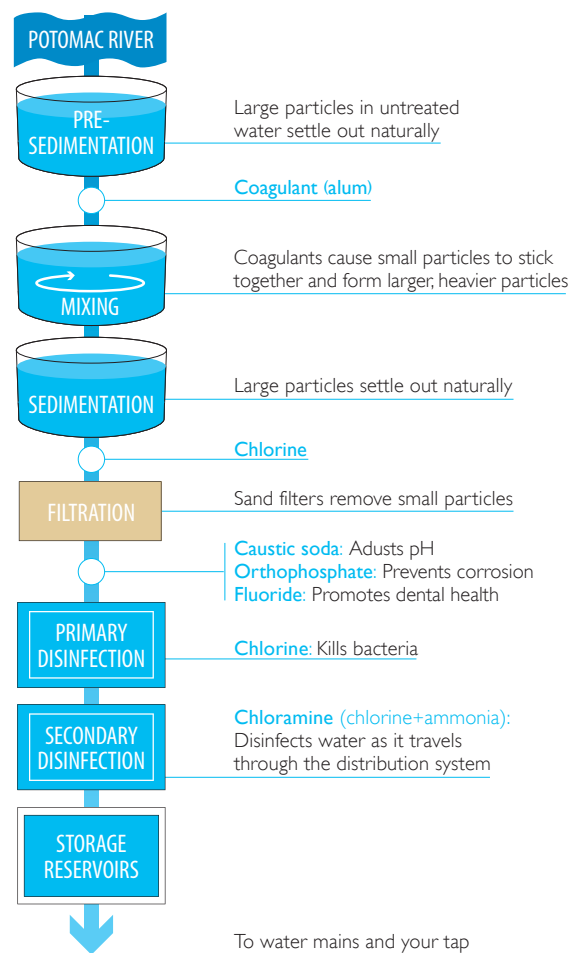 POTOMAC RIVER
PRE-
SEDIMENTATION
Large particles in untreated
water settle out naturally
Coagulant (alum)
MIXING
Coagulants cause small particles to stick
together and form larger, heavier particles
SEDIMENTATION
Large particles settle out naturally
Chlorine
FILTRATION
Sand filters remove small particles
Caustic soda: Adusts pH
Orthophosphate: Prevents corrosion
Fluoride: Promotes dental health
PRIMARY
DISINFECTION
Chlorine: Kills bacteria
SECONDARY
DISINFECTION
Chloramine (chlorine+ammonia):
Disinfects water as it travels
through the distribution system
STORAGE
RESERVOIRS
To water mains and your tap